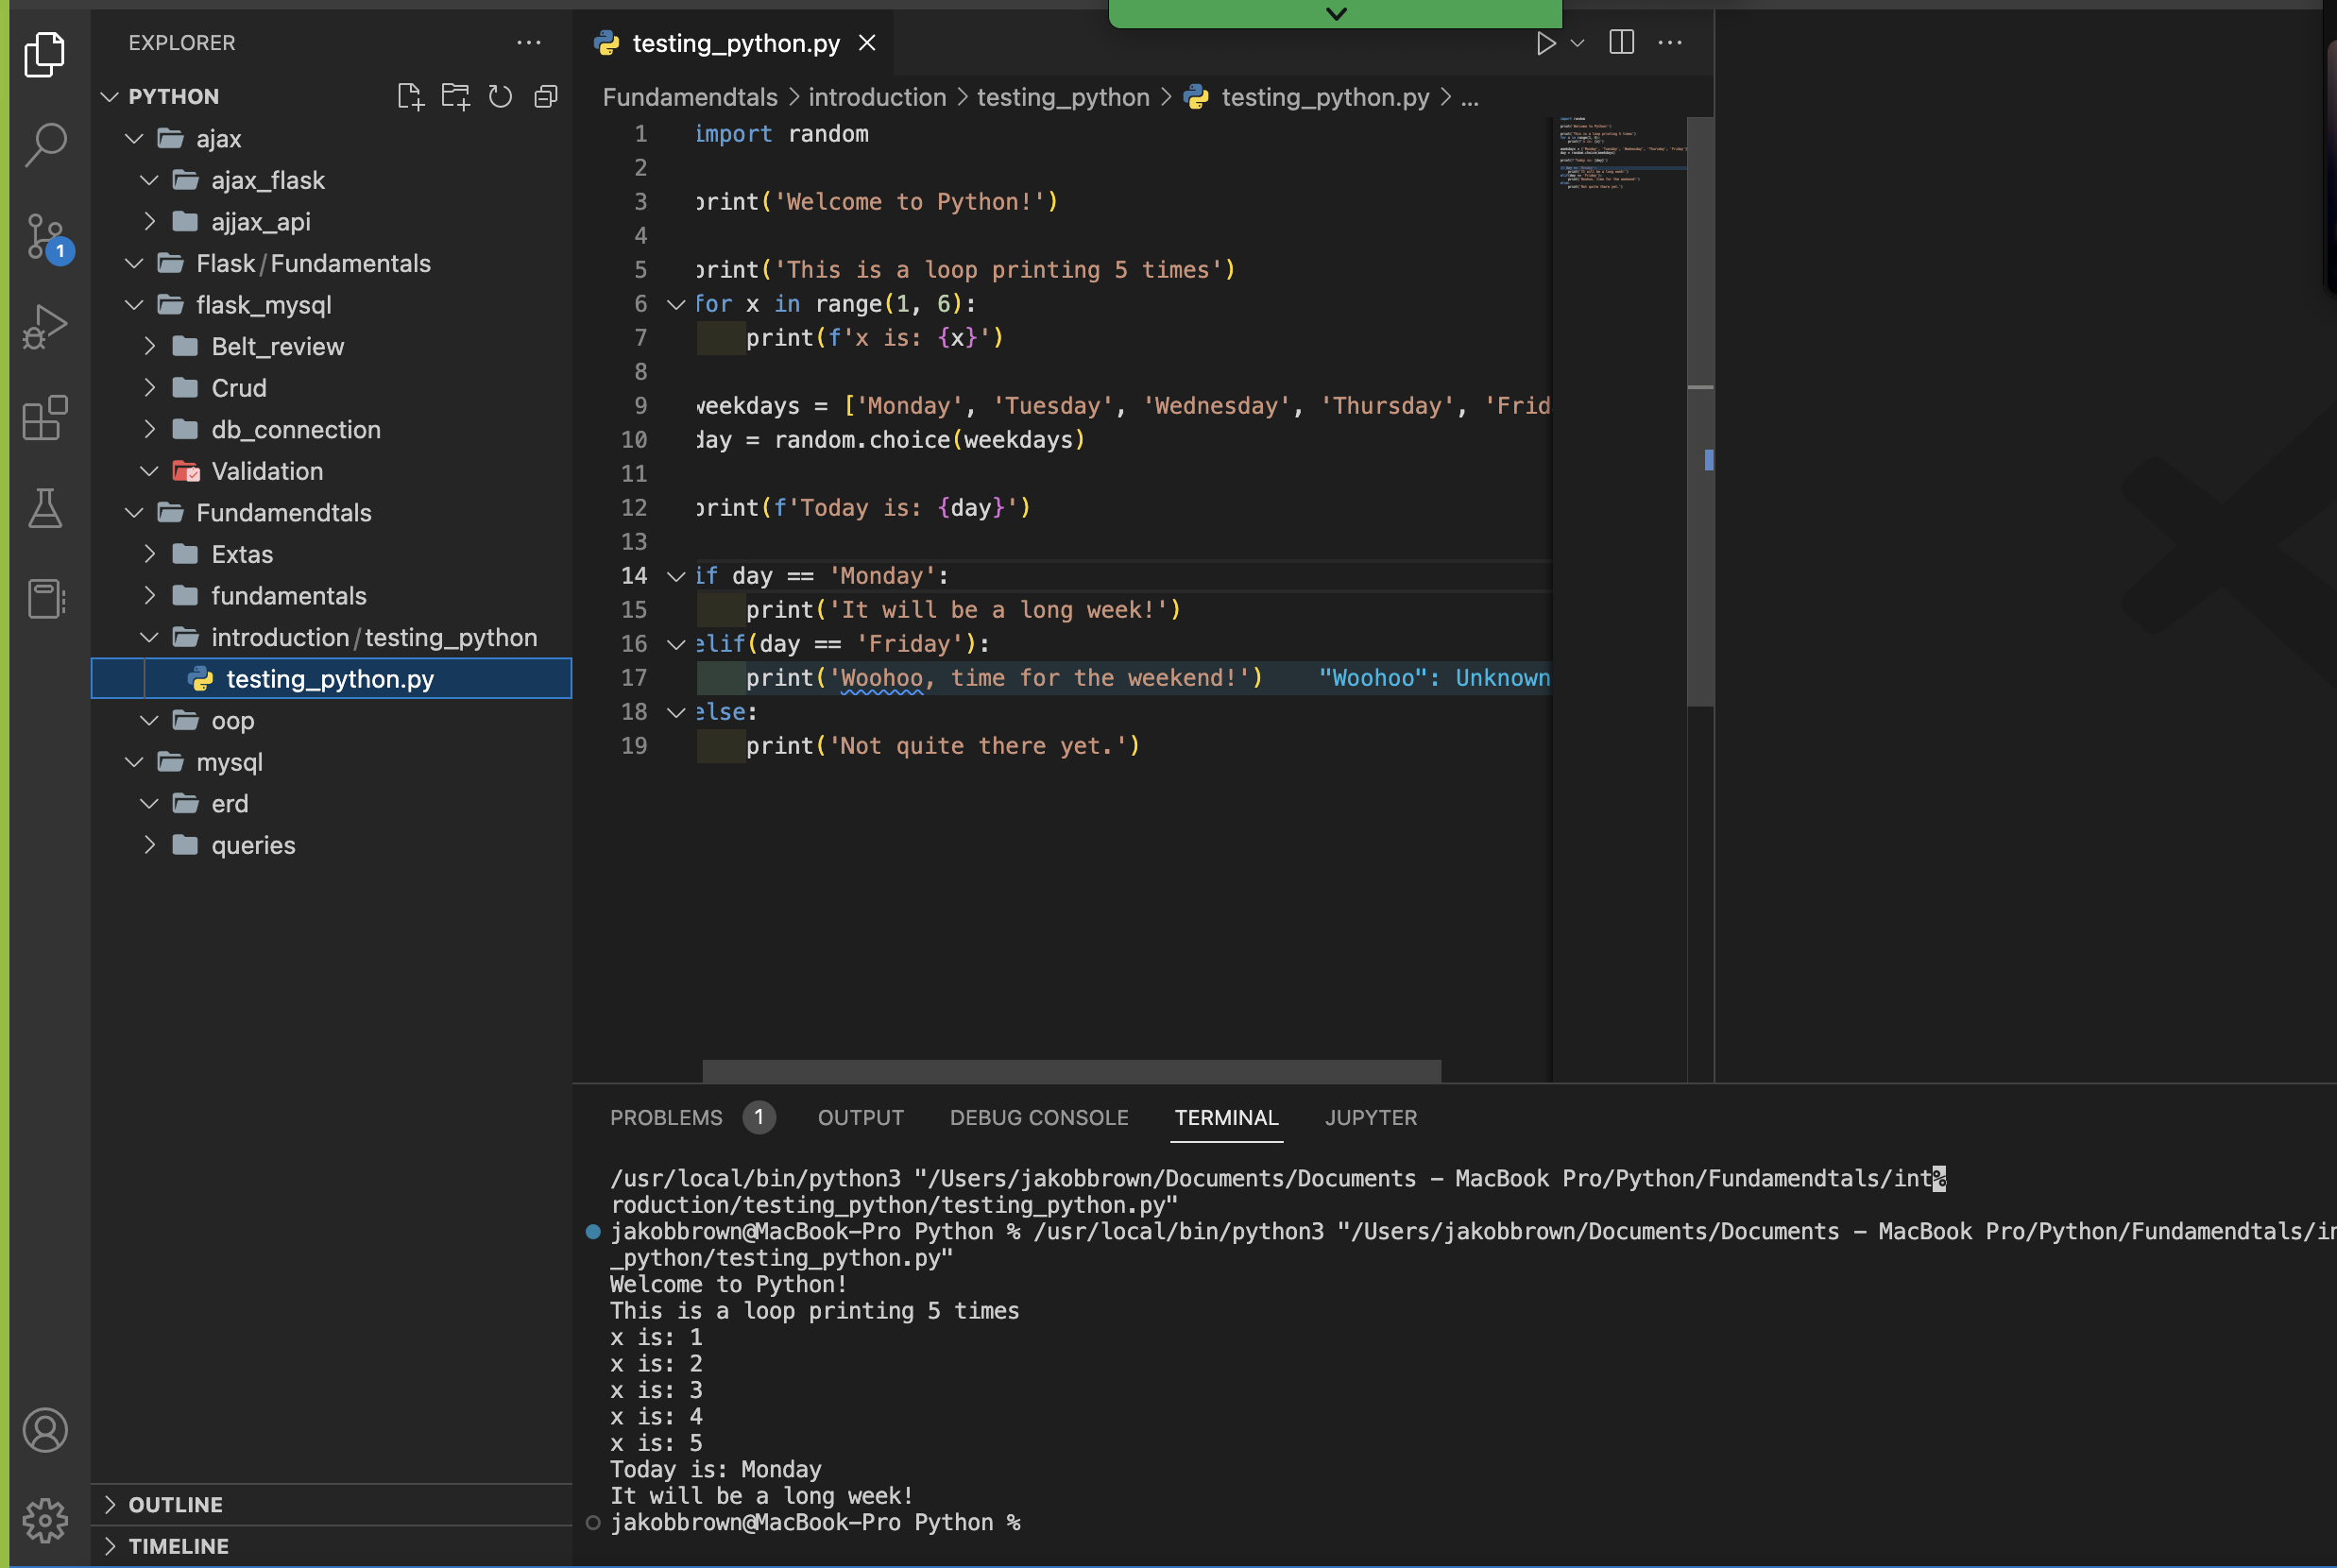 EXPLORER
PYTHON
ajax
ajax_flask
ajjax_api
Flask/Fundamentals
flask_mysql
Belt_review
Crud
db_connection
Validation
Fundamendtals
Extas
fundamentals
introduction/testing_python
testing_python.py
oop
mysql
erd
queries
OUTLINE
TIMELINE
1
testing_python.py
Fundamendtals > introduction > testing_python > testing_python.py > ...
1 import random
2
3 print('Welcome to Python!')
4
5 print('This is a loop printing 5 times')
6 for x in range(1, 6):
7 print(f'x is: {x}')
8
9 weekdays = ['Monday', 'Tuesday', 'Wednesday', 'Thursday', 'Frid
10 day = random.choice(weekdays)
11
12 print(f'Today is: {day}')
13
14 if day == 'Monday':
15 print('It will be a long week!')
16 elif(day == 'Friday'):
17 print('Woohoo, time for the weekend!') "Woohoo": Unknown
18 else:
19 print('Not quite there yet.')
PROBLEMS 1 OUTPUT DEBUG CONSOLE TERMINAL JUPYTER
/usr/local/bin/python3 "/Users/jakobbrown/Documents/Documents - MacBook Pro/Python/Fundamendtals/int%
roduction/testing_python/testing_python.py"
jakobbrown@MacBook-Pro Python % /usr/local/bin/python3 "/Users/jakobbrown/Documents/Documents - MacBook Pro/Python/Fundamendtals/in
_python/testing_python.py"
Welcome to Python!
This is a loop printing 5 times
x is: 1
x is: 2
x is: 3
x is: 4
x is: 5
Today is: Monday
It will be a long week!
jakobbrown@MacBook-Pro Python %